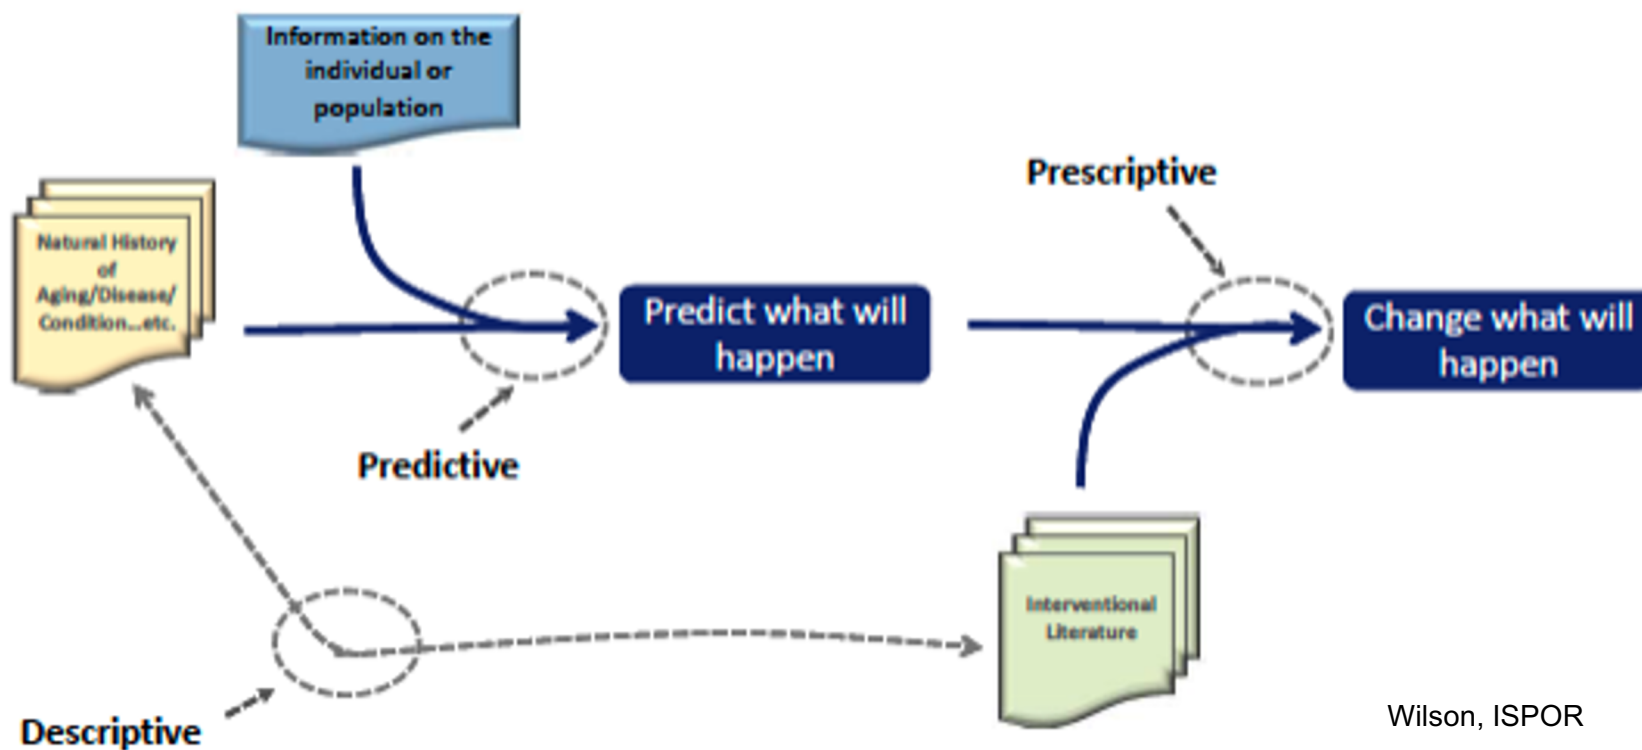 Information on the
individual or
population
Prescriptive
Natural History
of
Aging/Disease/
Condition...etc.
Predict what will
happen
Change what will
happen
Predictive
Interventional
Literature
Descriptive
Wilson, ISPOR